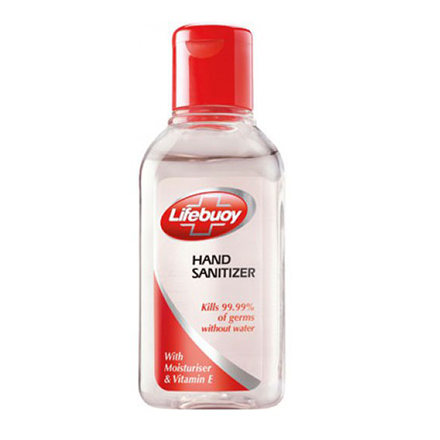 Lifebuoy
HAND
SANITIZER
Kills 99.99%
of germs
without water
With
Moisturiser
& Vitamin E